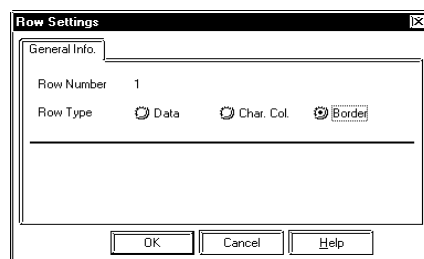 Row Settings
General Info.
Row Number 1
Row Type Data Char. Col. Border
OK Cancel Help